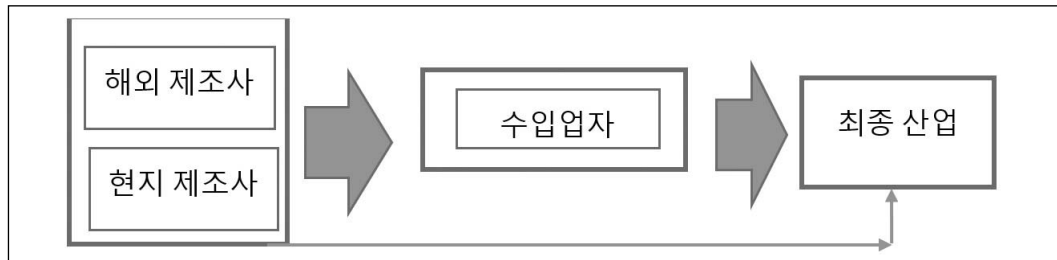 해외 제조사
현지 제조사
수입업자
최종 산업